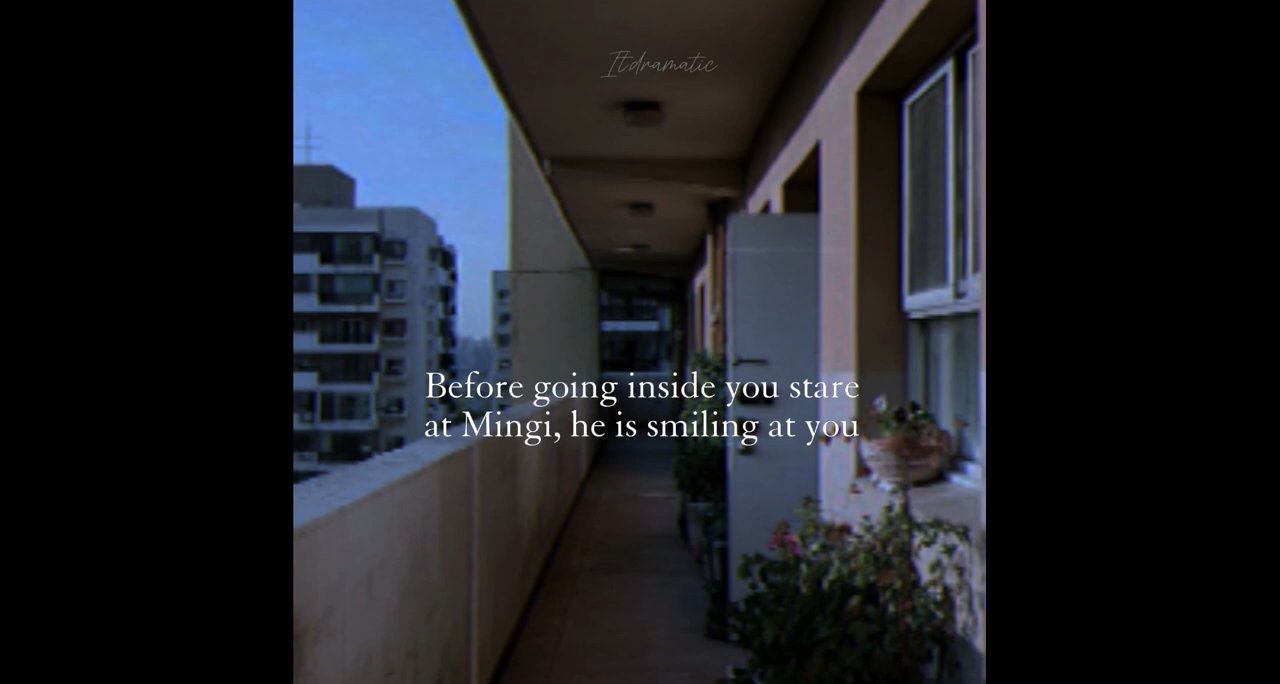 Itdramatic
Before going inside you stare
at Mingi, he is smiling at you